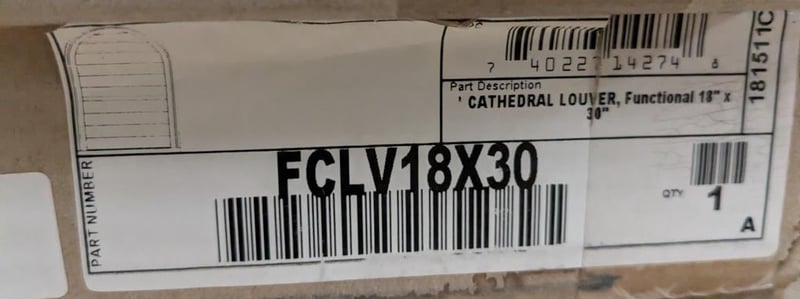 7 40227 14274 8
Part Description
' CATHEDRAL LOUVER, Functional 18" x
30"
181511C
PART NUMBER
FCLV18X30
QTY
1
A